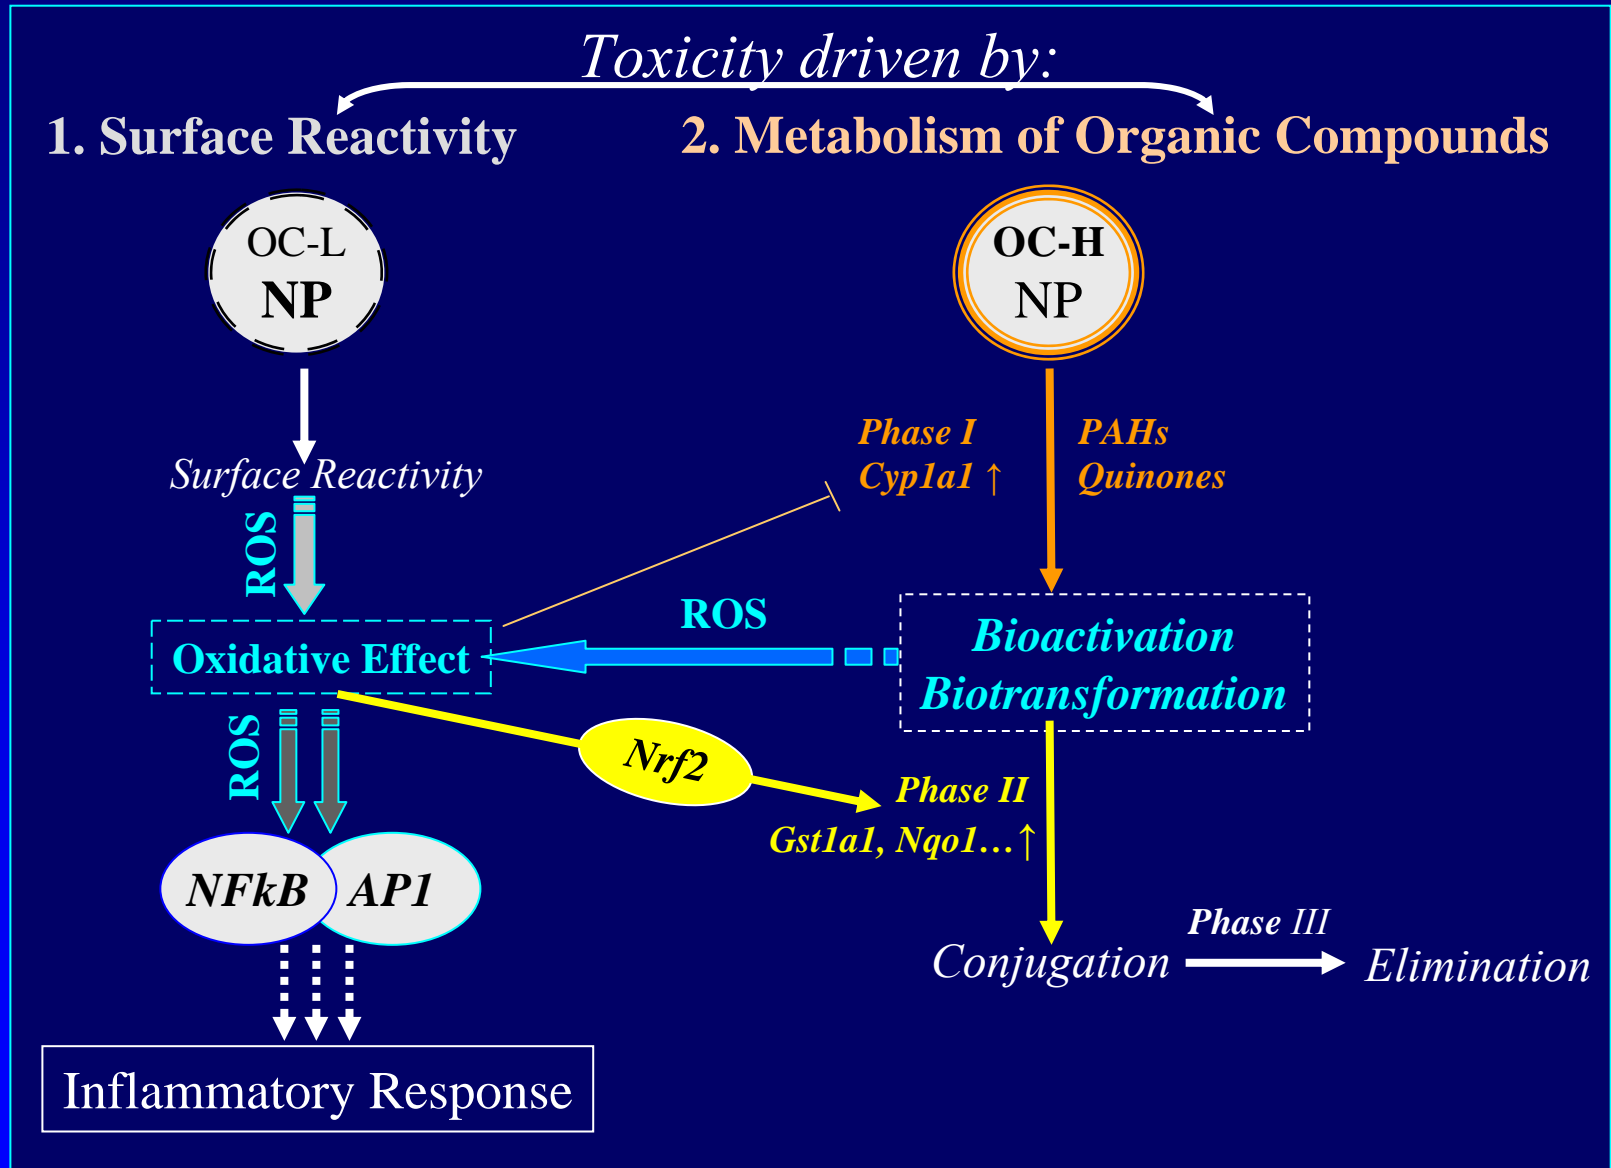 Toxicity driven by:
1. Surface Reactivity
2. Metabolism of Organic Compounds
OC-L
NP
OC-H
NP
Surface Reactivity
Phase I
Cyp1a1 ↑
PAHs
Quinones
ROS
Oxidative Effect
ROS
Bioactivation
Biotransformation
ROS
Nrf2
Phase II
Gst1a1, Nqo1...↑
NFkB
AP1
Conjugation
Phase III
Elimination
Inflammatory Response